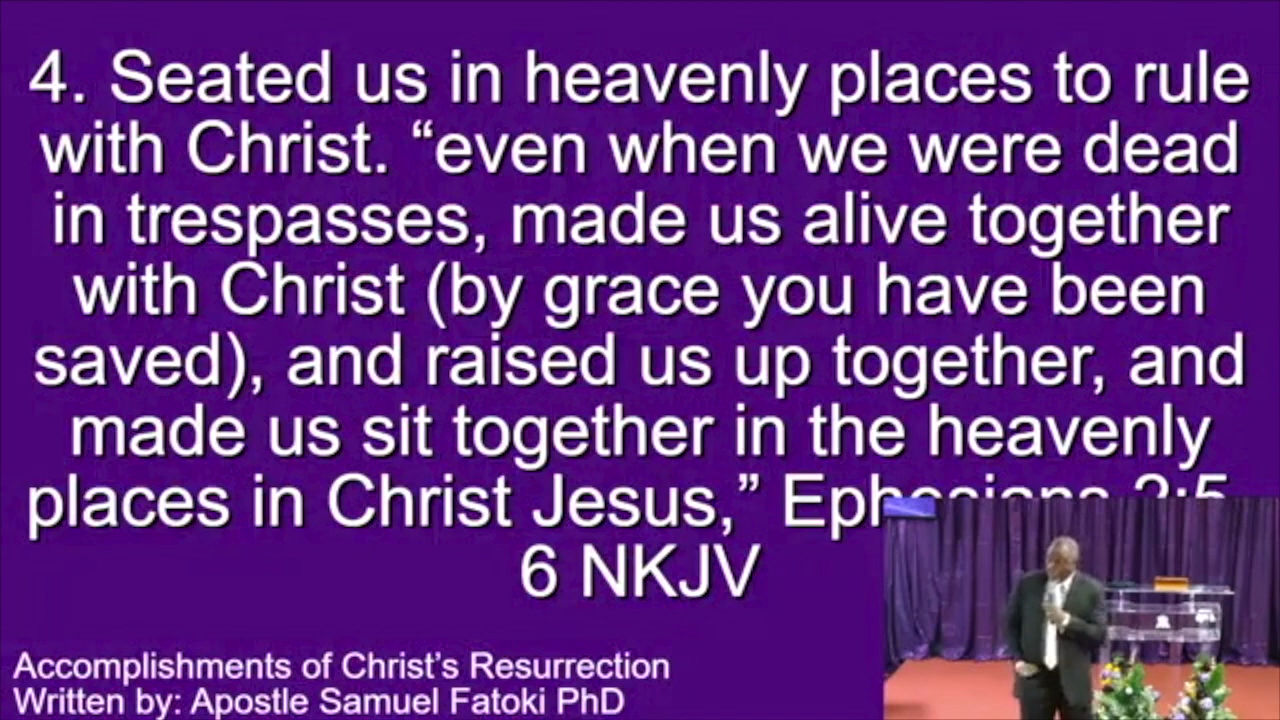 4. Seated us in heavenly places to rule
with Christ. “even when we were dead
in trespasses, made us alive together
with Christ (by grace you have been
saved), and raised us up together, and
made us sit together in the heavenly
places in Christ Jesus,” Ephesians 2:5
6 NKJV
Accomplishments of Christ’s Resurrection
Written by: Apostle Samuel Fatoki PhD